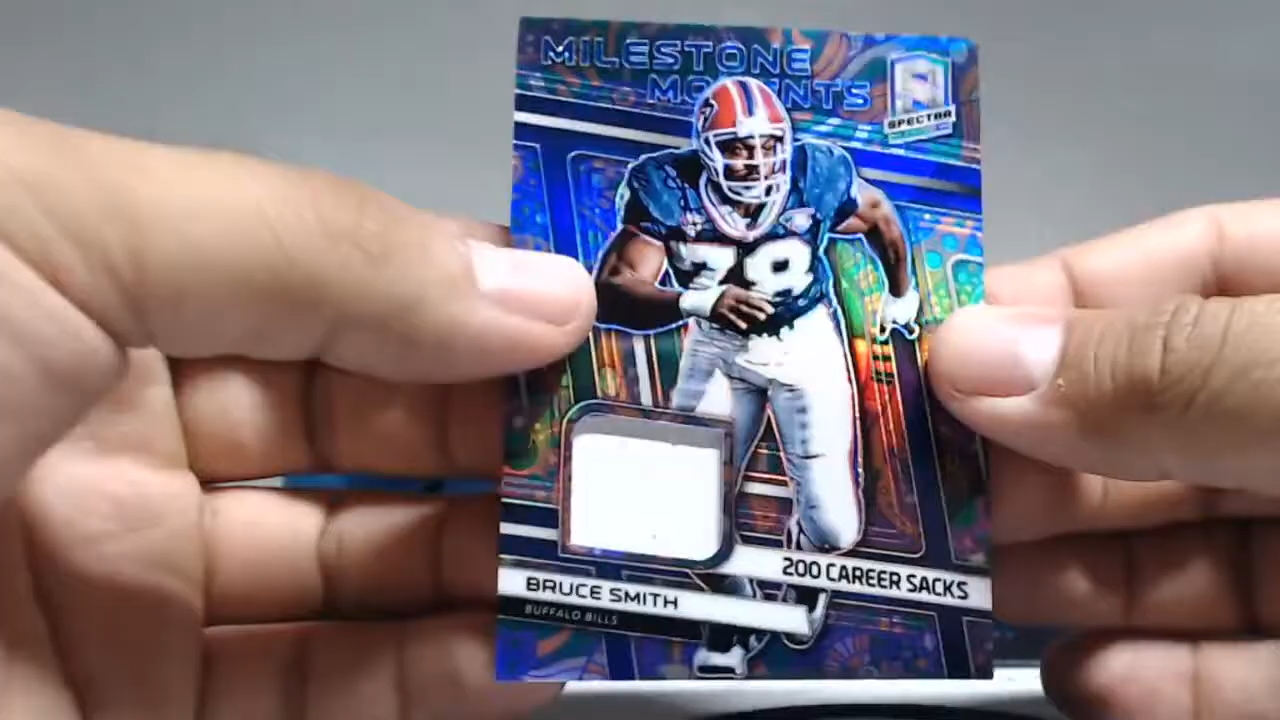 MILESTONE
MOMENTS
SPECTRA
78
200 CAREER SACKS
BRUCE SMITH
BUFFALO BILLS